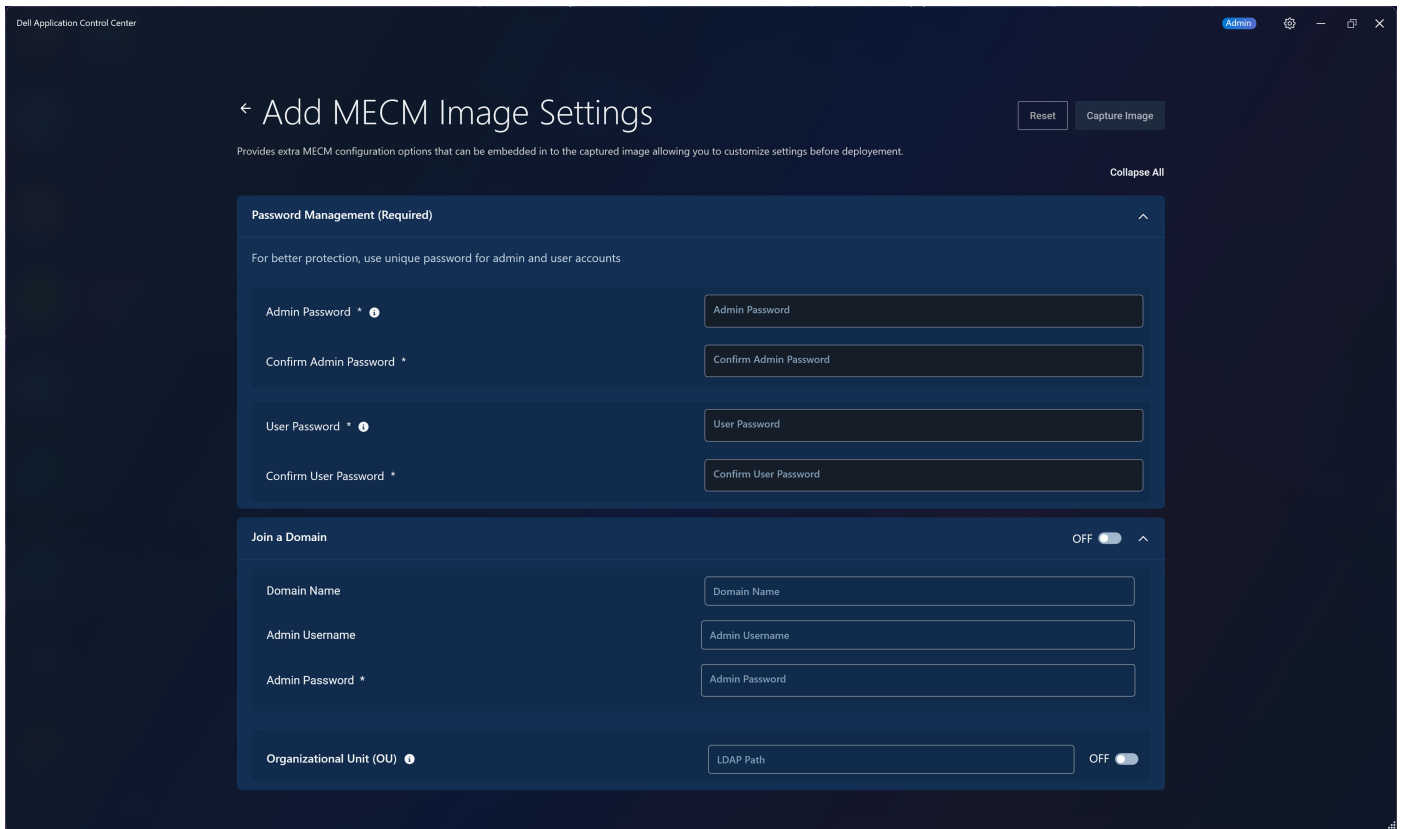 Dell Application Control Center
Admin
Add MECM Image Settings
Reset
Capture Image
Provides extra MECM configuration options that can be embedded in to the captured image allowing you to customize settings before deployement.
Collapse All
Password Management (Required)
For better protection, use unique password for admin and user accounts
Admin Password *
Admin Password
Confirm Admin Password *
Confirm Admin Password
User Password *
User Password
Confirm User Password *
Confirm User Password
Join a Domain
OFF
Domain Name
Domain Name
Admin Username
Admin Username
Admin Password *
Admin Password
Organizational Unit (OU)
LDAP Path
OFF